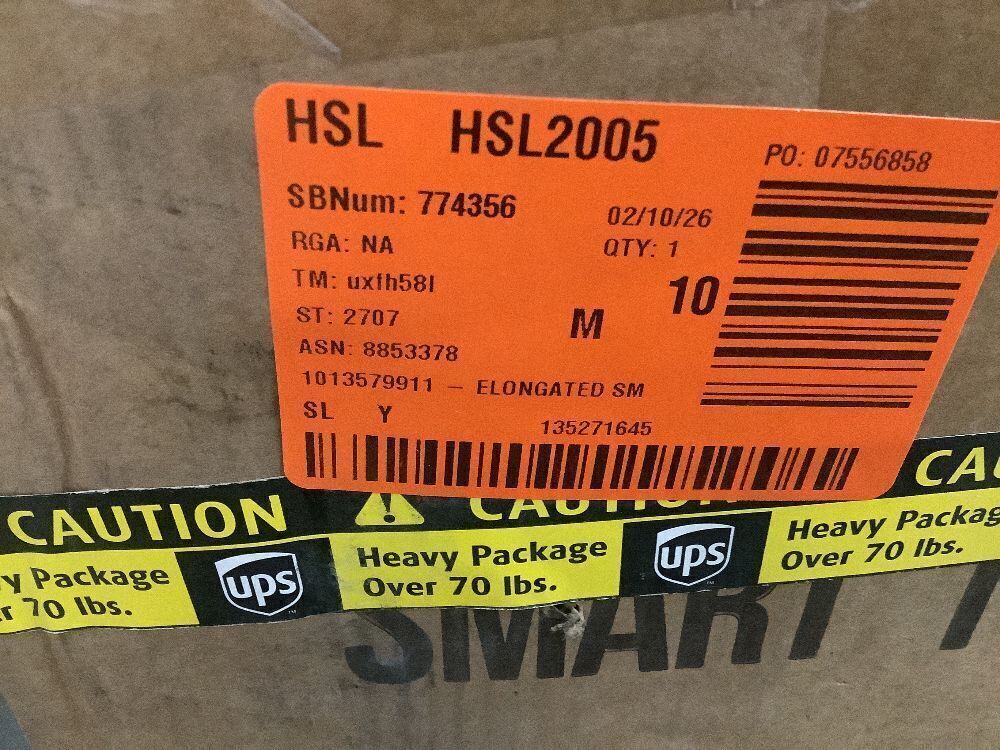 HSL HSL2005
PO: 07556858
SBNum: 774356
02/10/26
RGA: NA
QTY: 1
TM: uxfh58l
10
ST: 2707
M
ASN: 8853378
1013579911 – ELONGATED SM
SL Y
135271645
CAUTION
CAUTION
CA
y Package
r 70 lbs.
ups
Heavy Package
Over 70 lbs.
ups
Heavy Packag
Over 70 lbs.
SMART